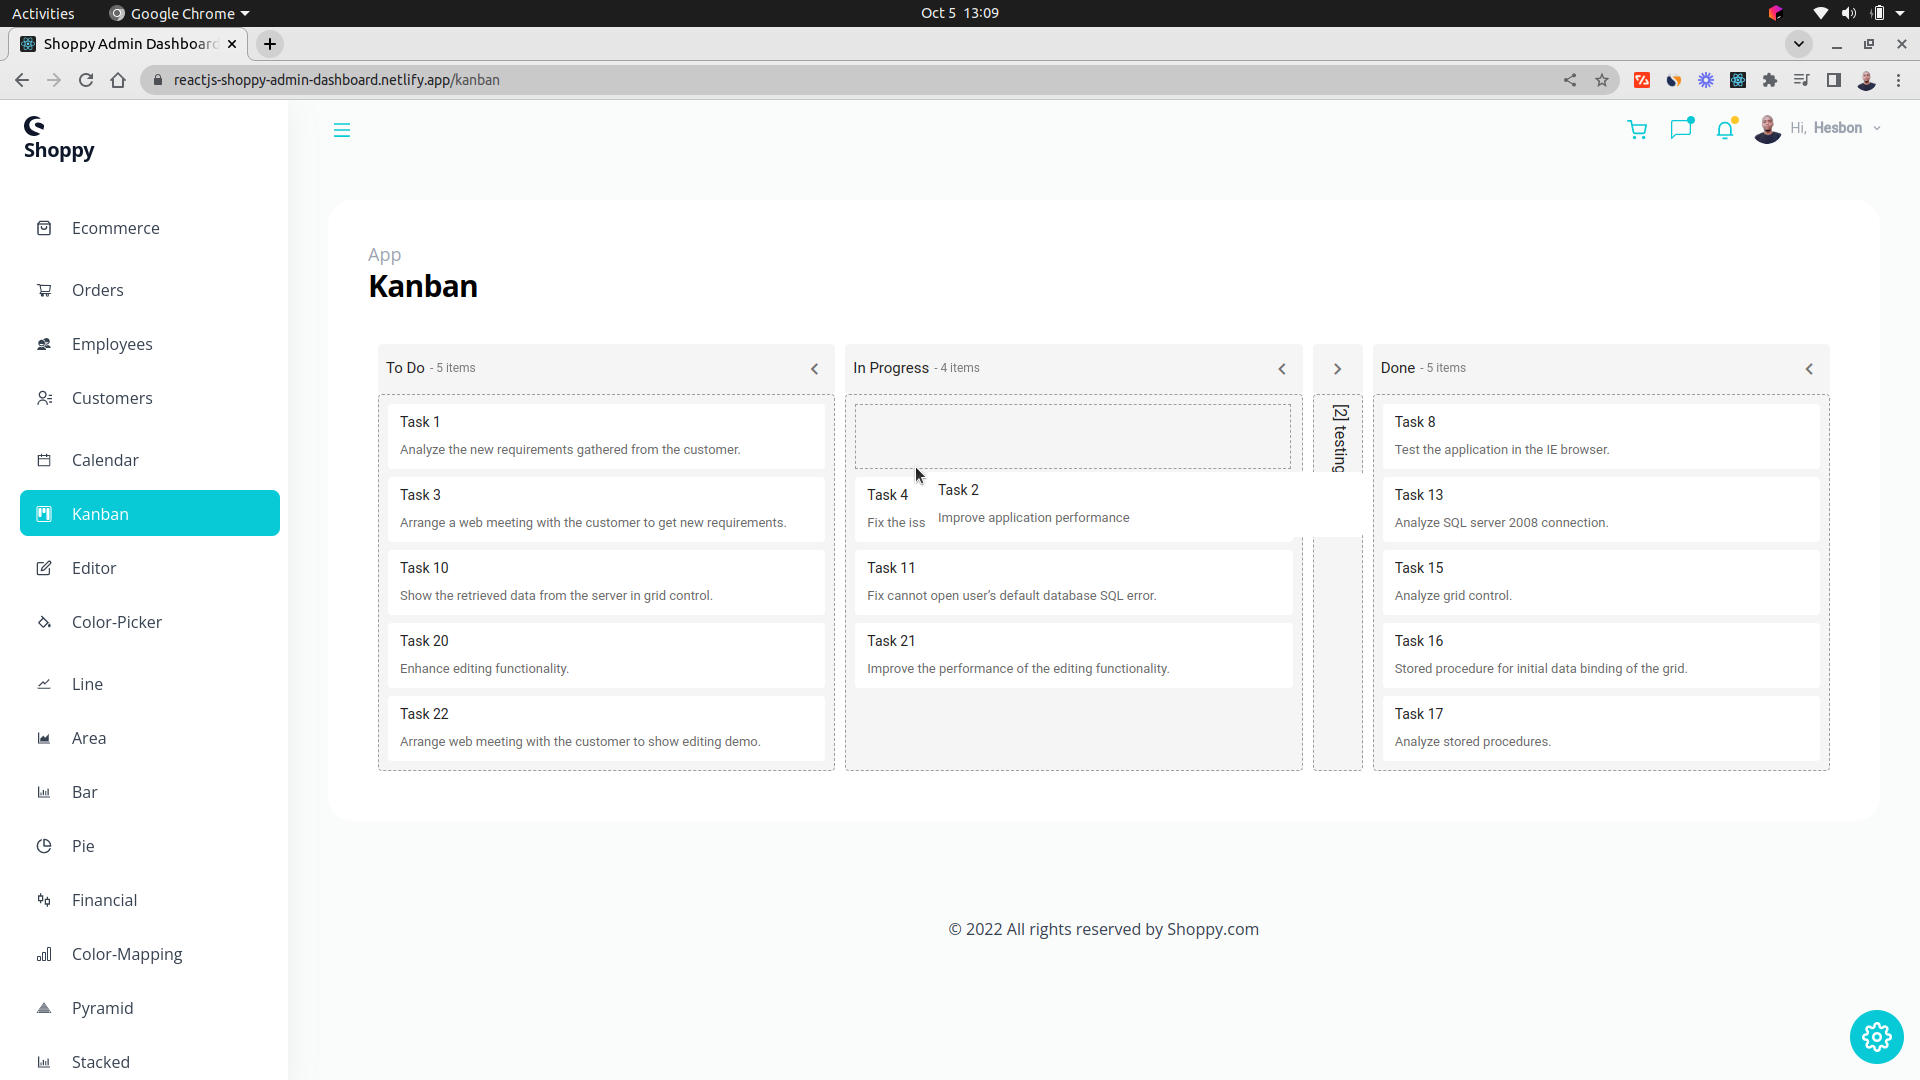 Activities
Google Chrome
Oct 5 13:09
Shoppy Admin Dashboard
reactjs-shoppy-admin-dashboard.netlify.app/kanban
Shoppy
Hi, Hesbon
Ecommerce
Orders
Employees
Customers
Calendar
Kanban
Editor
Color-Picker
Line
Area
Bar
Pie
Financial
Color-Mapping
Pyramid
Stacked
App
Kanban
To Do - 5 items
Task 1
Analyze the new requirements gathered from the customer.
Task 3
Arrange a web meeting with the customer to get new requirements.
Task 10
Show the retrieved data from the server in grid control.
Task 20
Enhance editing functionality.
Task 22
Arrange web meeting with the customer to show editing demo.
In Progress - 4 items
Task 4
Fix the iss
Task 2
Improve application performance
Task 11
Fix cannot open user's default database SQL error.
Task 21
Improve the performance of the editing functionality.
[2] testing
Done - 5 items
Task 8
Test the application in the IE browser.
Task 13
Analyze SQL server 2008 connection.
Task 15
Analyze grid control.
Task 16
Stored procedure for initial data binding of the grid.
Task 17
Analyze stored procedures.
© 2022 All rights reserved by Shoppy.com